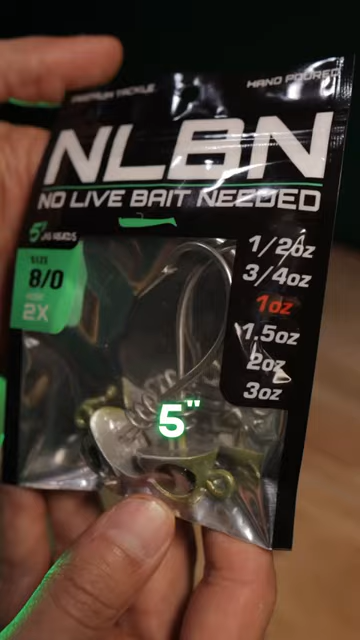 PREMIUM TACKLE
HAND POURED
NLBN
NO LIVE BAIT NEEDED
5" JIG HEADS
SIZE
8/0
2X
1/2oz
3/4oz
1oz
1.5oz
2oz
3oz
5"